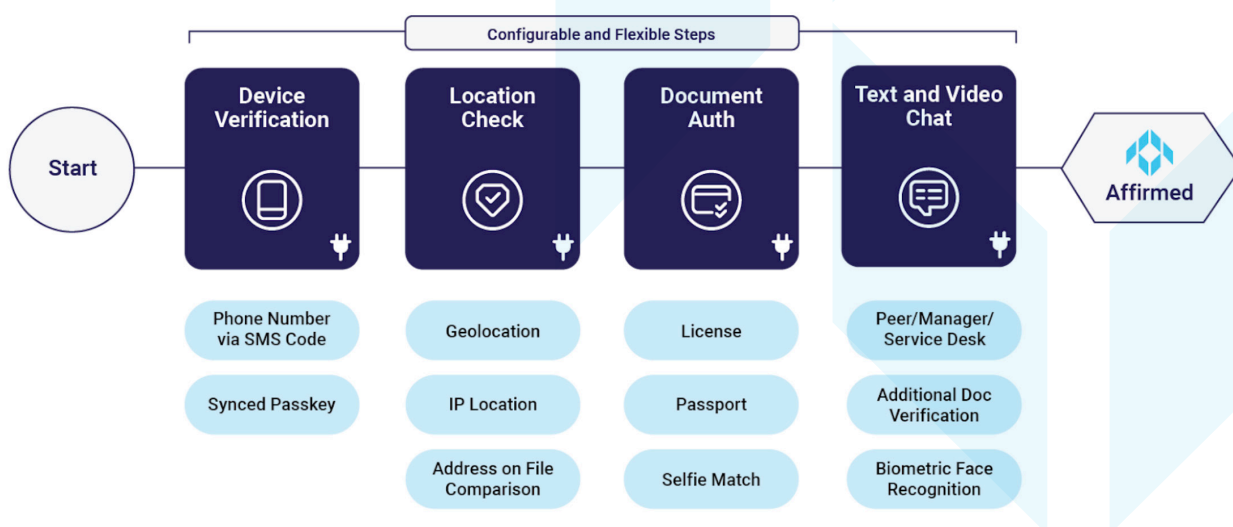 Configurable and Flexible Steps
Start
Device
Verification
Location
Check
Document
Auth
Text and Video
Chat
Affirmed
Phone Number
via SMS Code
Geolocation
License
Peer/Manager/
Service Desk
Synced Passkey
IP Location
Passport
Additional Doc
Verification
Address on File
Comparison
Selfie Match
Biometric Face
Recognition